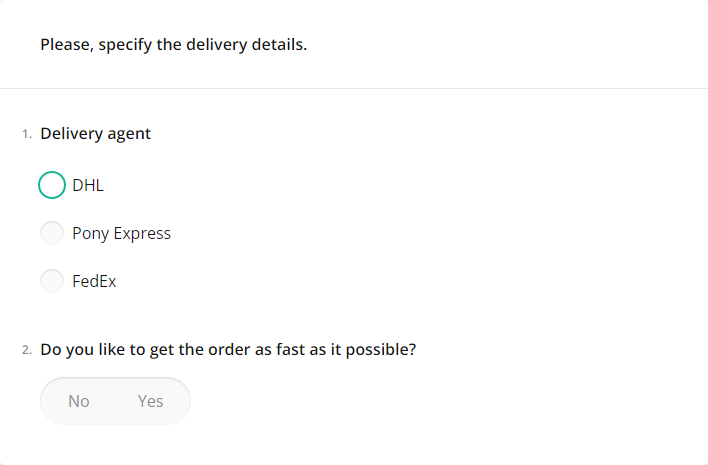 Please, specify the delivery details.
1. Delivery agent
DHL
Pony Express
FedEx
2. Do you like to get the order as fast as it possible?
No Yes